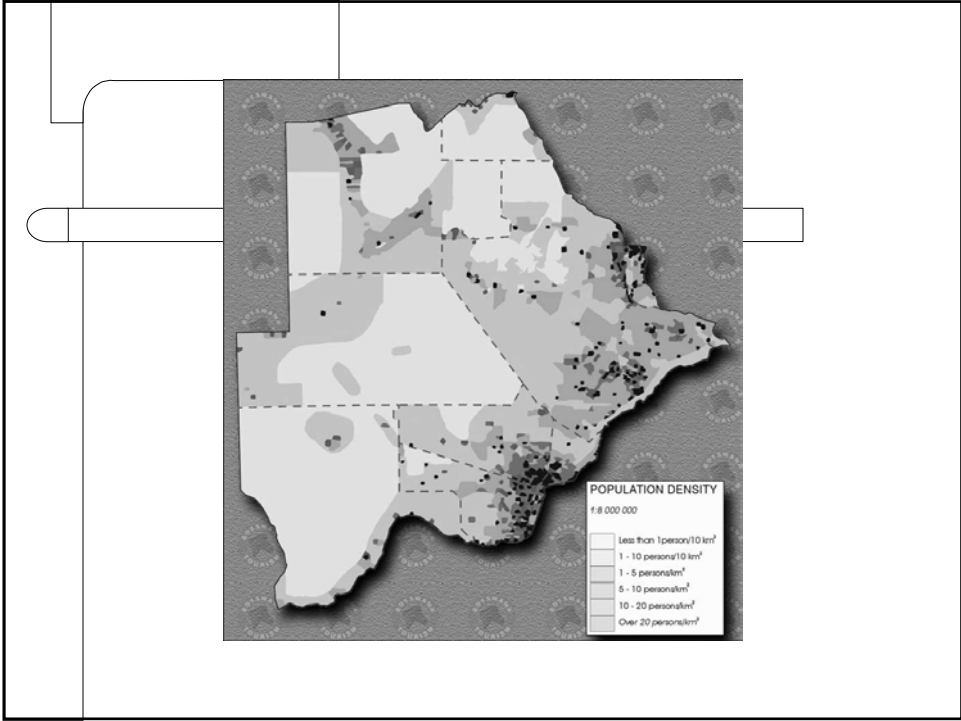 POPULATION DENSITY
1:8 000 000
Less than 1person/10 km²
1 - 10 persons/10 km²
1 - 5 persons/km²
5 - 10 persons/km²
10 - 20 persons/km²
Over 20 persons/km²